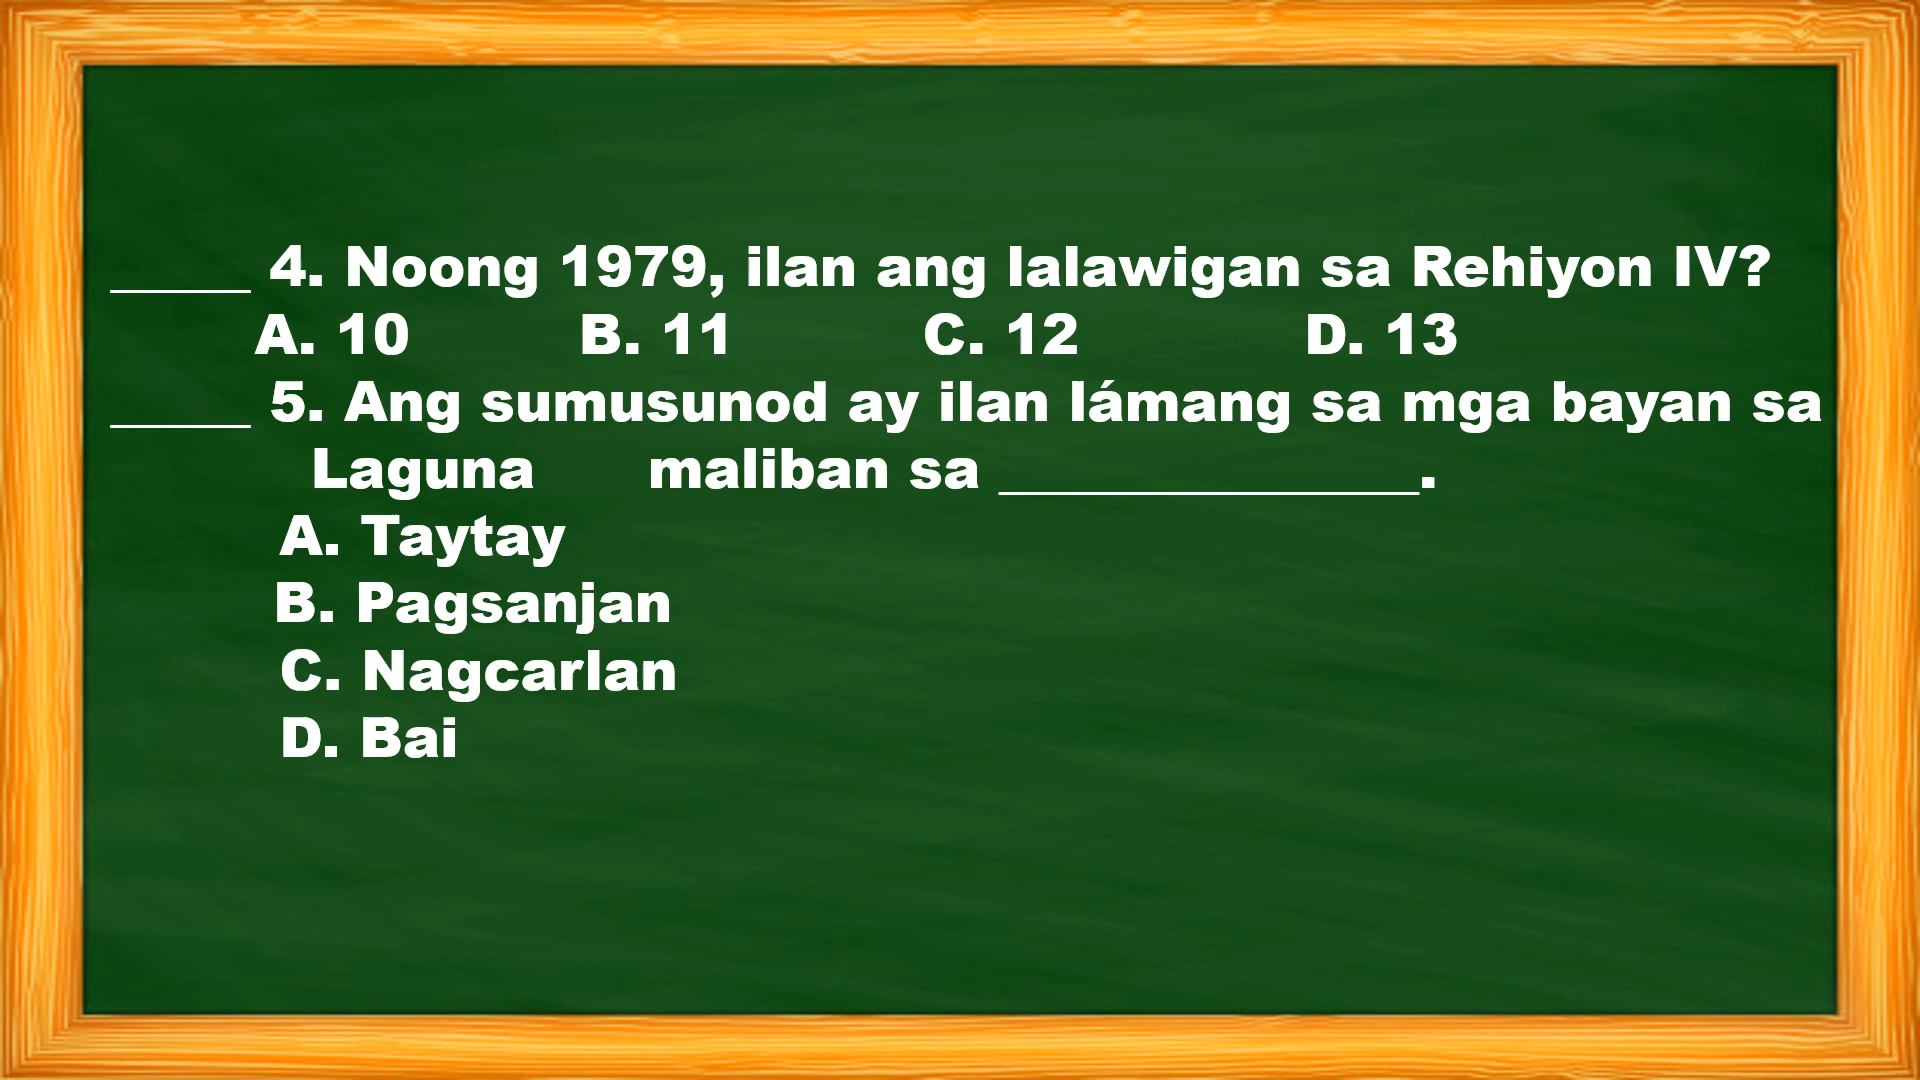 _____ 4. Noong 1979, ilan ang lalawigan sa Rehiyon IV?
A. 10 B. 11 C. 12 D. 13
_____ 5. Ang sumusunod ay ilan lámang sa mga bayan sa
Laguna maliban sa _______________.
A. Taytay
B. Pagsanjan
C. Nagcarlan
D. Bai